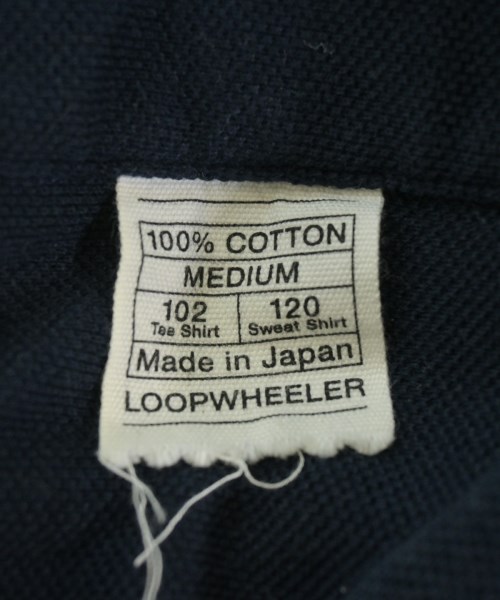 100% COTTON
MEDIUM
102 120
Tee Shirt Sweat Shirt
Made in Japan
LOOPWHEELER